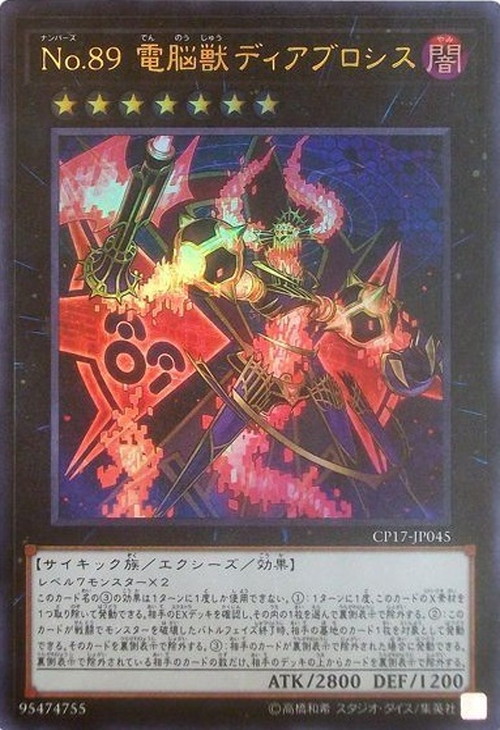 ナンバーズ でん のう じゅう やみ
No.89 電脳獣ディアブロシス 闇
CP17-JP045
【サイキック族/エクシーズ/効果】
レベル7モンスター×2
このカード名の③の効果は1ターンに1度しか使用できない。①:1ターンに1度、このカードのX素材を
1つ取り除いて発動できる。相手のEXデッキを確認し、その内の1枚を選んで裏側表示で除外する。②:この
カードが戦闘でモンスターを破壊したバトルフェイズ終了時、相手の墓地のカード1枚を対象として発動
できる。そのカードを裏側表示で除外する。③:相手のカードが裏側表示で除外された場合に発動できる。
裏側表示で除外されている相手のカードの数だけ、相手のデッキの上からカードを裏側表示で除外する。
ATK/2800 DEF/1200
95474755 ©高橋和希 スタジオ・ダイス/集英社